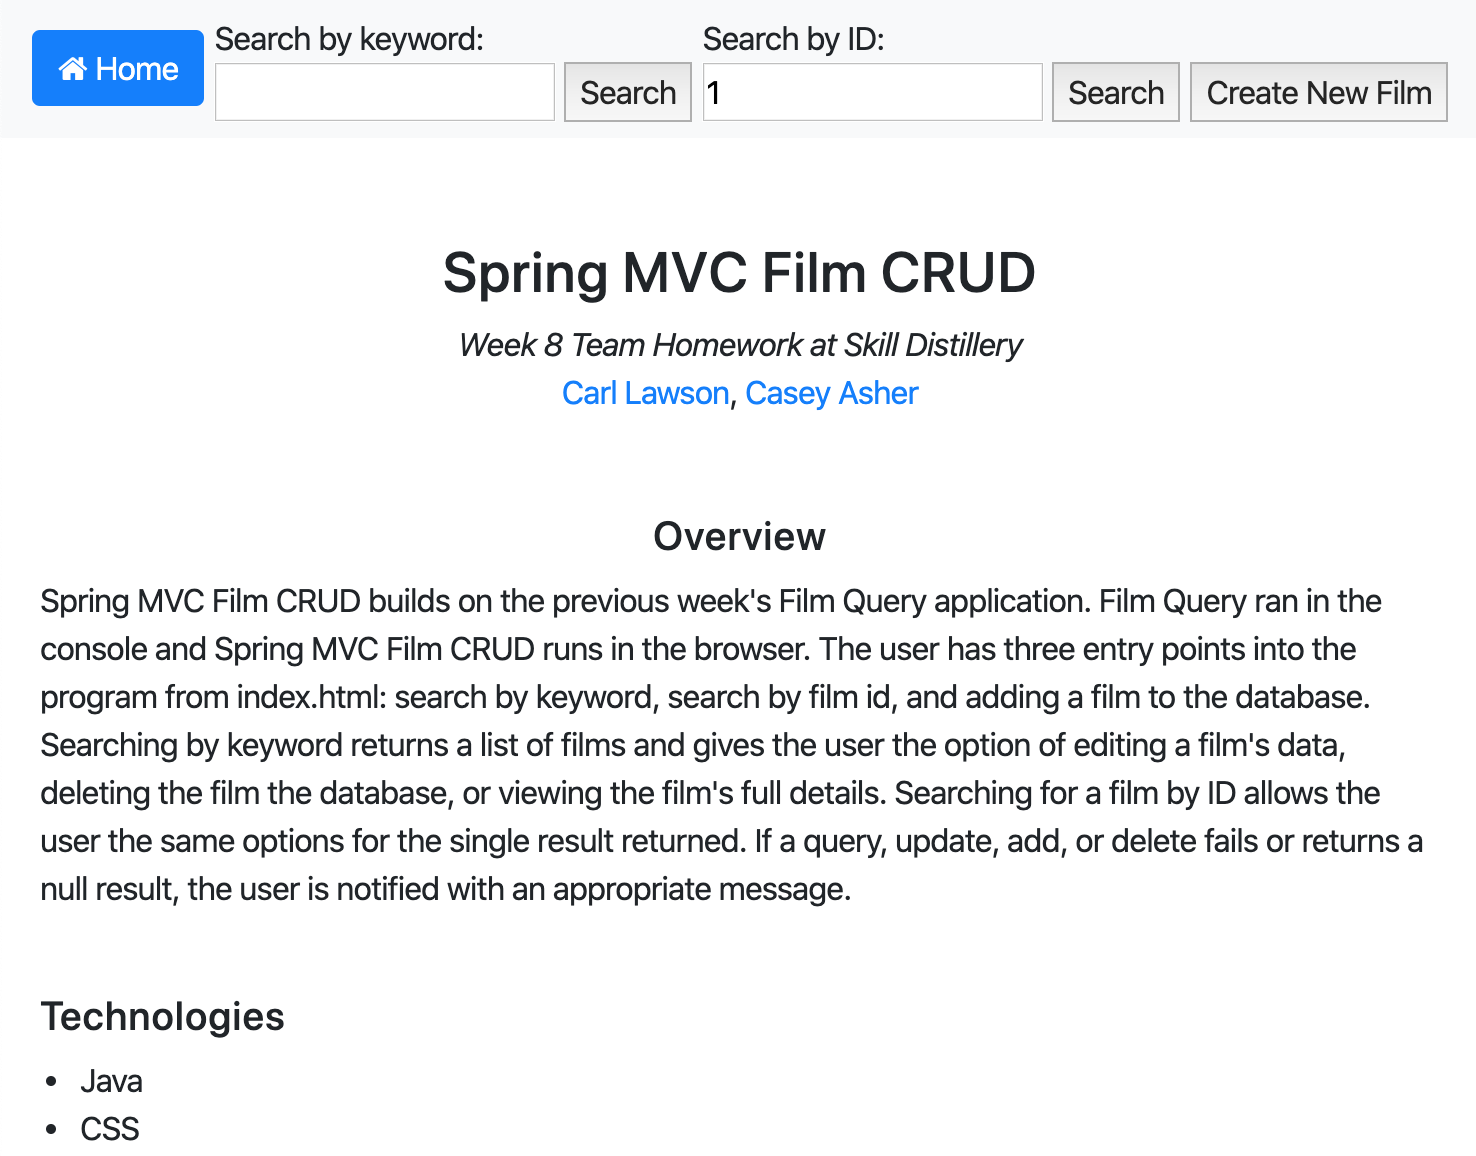 Home
Search by keyword:
Search
Search by ID:
1
Search
Create New Film
Spring MVC Film CRUD
Week 8 Team Homework at Skill Distillery
Carl Lawson, Casey Asher
Overview
Spring MVC Film CRUD builds on the previous week's Film Query application. Film Query ran in the
console and Spring MVC Film CRUD runs in the browser. The user has three entry points into the
program from index.html: search by keyword, search by film id, and adding a film to the database.
Searching by keyword returns a list of films and gives the user the option of editing a film's data,
deleting the film the database, or viewing the film's full details. Searching for a film by ID allows the
user the same options for the single result returned. If a query, update, add, or delete fails or returns a
null result, the user is notified with an appropriate message.
Technologies
• Java
• CSS